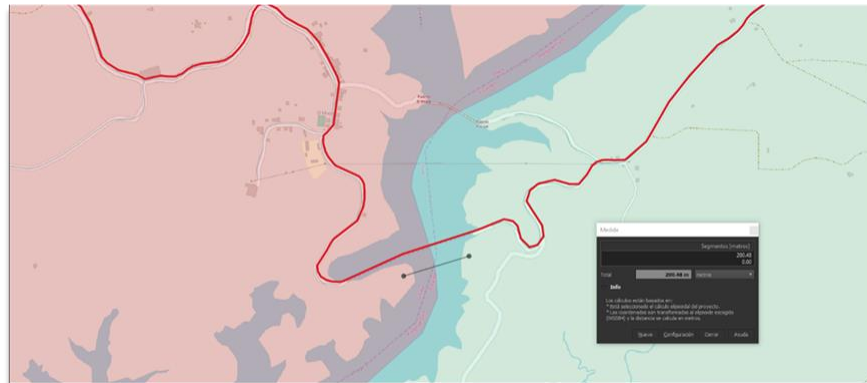 Medida
Segmentos [metros]
200.48
0.00
Total 200.48 m metros
Info
Los cálculos están basados en:
* Está seleccionado el cálculo elipsoidal del proyecto.
* Las coordenadas son transformadas al elipsoide escogido
(WGS84) y la distancia se calcula en metros.
Nuevo Configuración Cerrar Ayuda